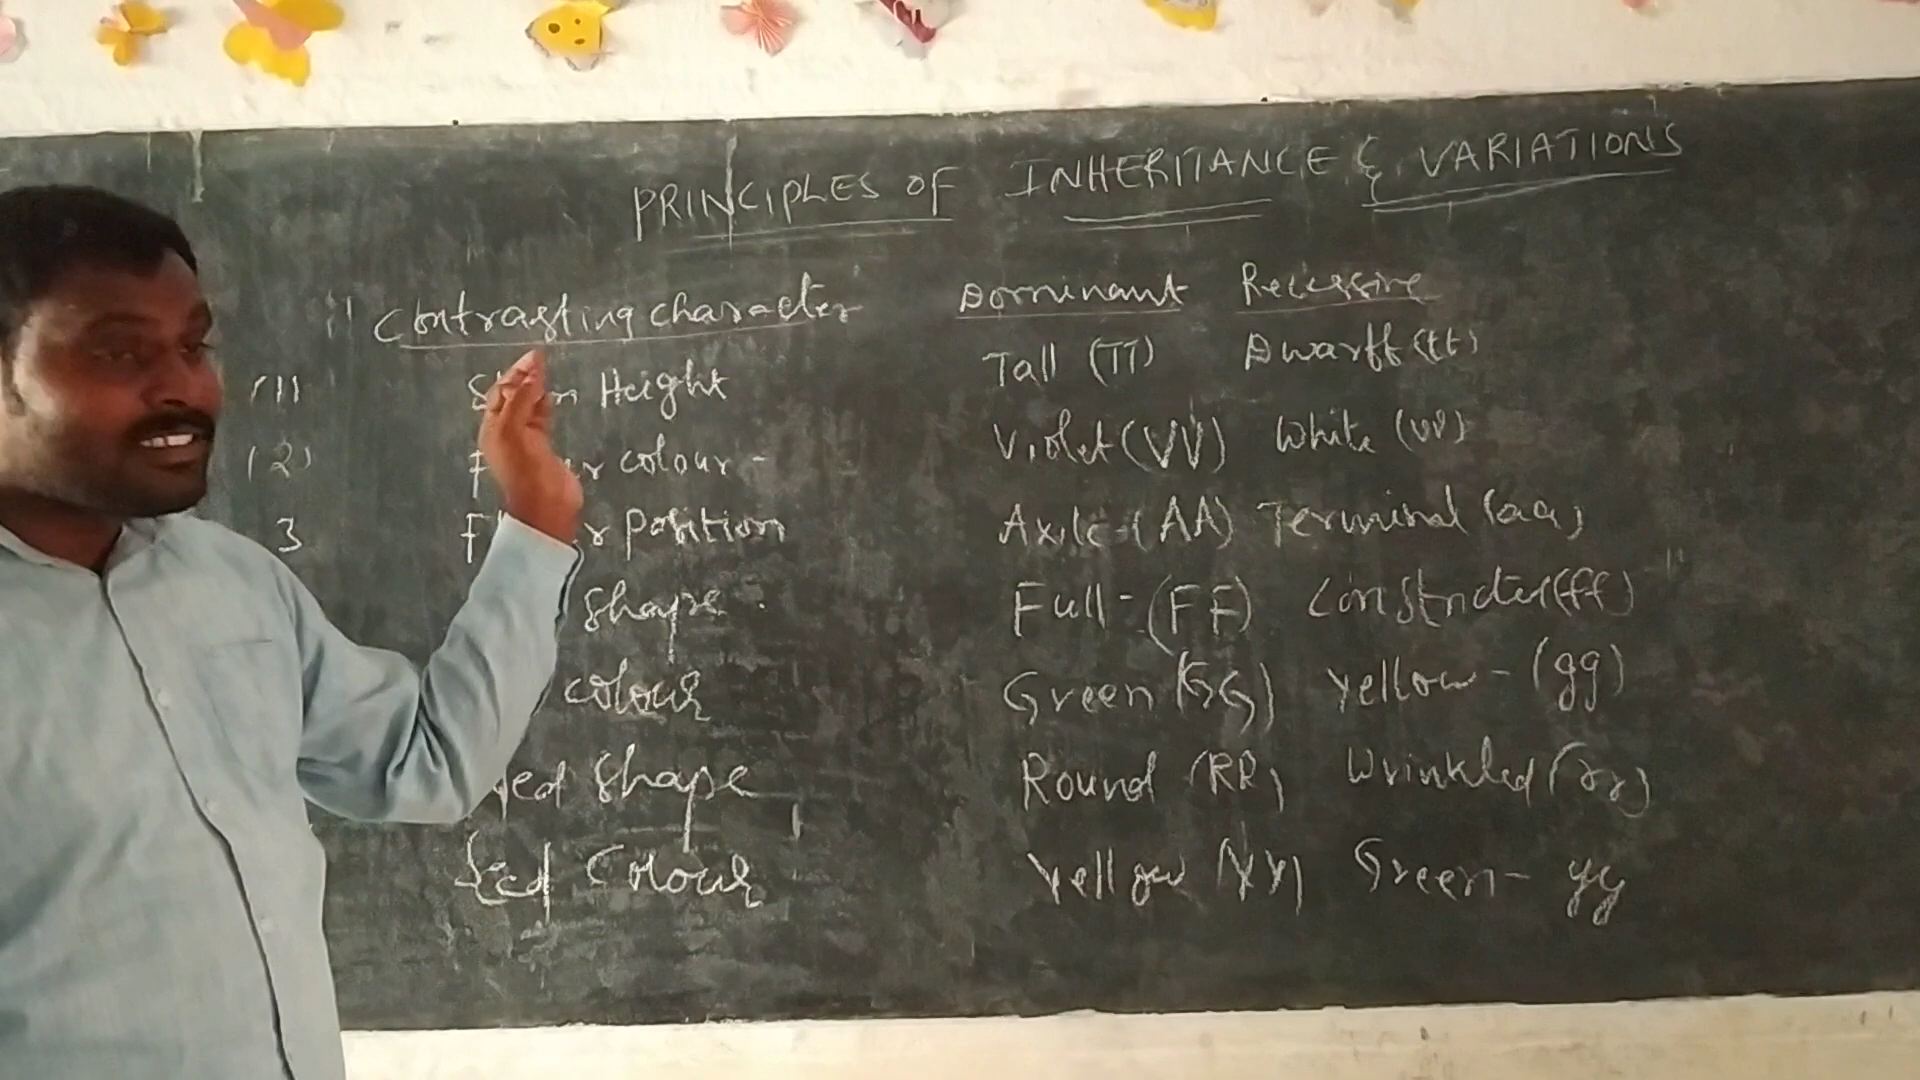 PRINCIPLES OF INHERITANCE & VARIATIONS
Contrasting character Dominant Recessive
(1) Height Tall (TT) Dwarff (tt)
(2) colour - Violet (VV) White (vv)
3 Position Axile-(AA) Terminal (aa)
Shape Full-(FF) Constricted (ff)
colour Green (GG) Yellow-(gg)
Shape Round (RR) Wrinkled (rr)
Seed Colour Yellow (YY) Green- yy